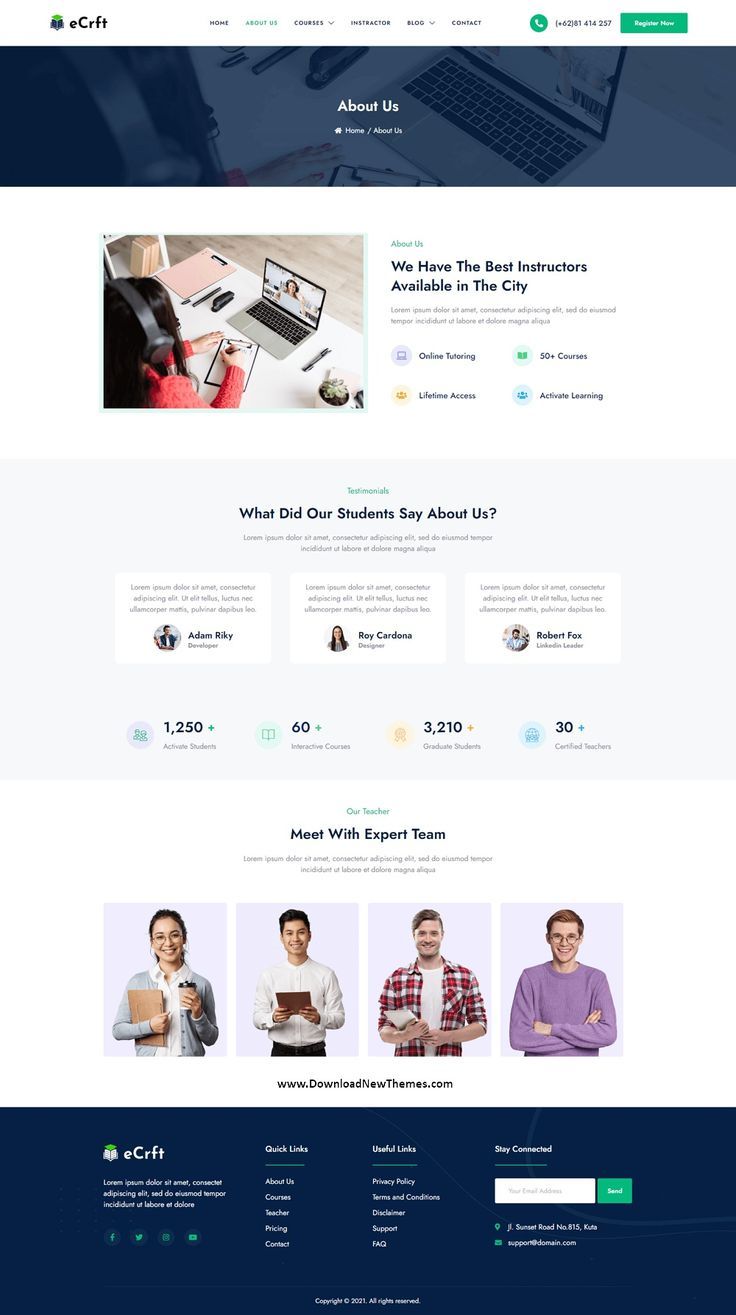 eCrft
HOME ABOUT US COURSES INSTRUCTOR BLOG CONTACT
(+62)81 414 257
Register Now
About Us
Home / About Us
About Us
We Have The Best Instructors
Available in The City
Lorem ipsum dolor sit amet, consectetur adipiscing elit, sed do eiusmod
tempor incididunt ut labore et dolore magna aliqua
Online Tutoring
50+ Courses
Lifetime Access
Activate Learning
Testimonials
What Did Our Students Say About Us?
Lorem ipsum dolor sit amet, consectetur adipiscing elit, sed do eiusmod tempor
incididunt ut labore et dolore magna aliqua
Lorem ipsum dolor sit amet, consectetur
adipiscing elit. Ut elit tellus, luctus nec
ullamcorper mattis, pulvinar dapibus leo.
Adam Riky
Developer
Lorem ipsum dolor sit amet, consectetur
adipiscing elit. Ut elit tellus, luctus nec
ullamcorper mattis, pulvinar dapibus leo.
Roy Cardona
Designer
Lorem ipsum dolor sit amet, consectetur
adipiscing elit. Ut elit tellus, luctus nec
ullamcorper mattis, pulvinar dapibus leo.
Robert Fox
Linkedin Leader
1,250 +
Activate Students
60 +
Interactive Courses
3,210 +
Graduate Students
30 +
Certified Teachers
Our Teacher
Meet With Expert Team
Lorem ipsum dolor sit amet, consectetur adipiscing elit, sed do eiusmod tempor
incididunt ut labore et dolore magna aliqua
www.DownloadNewThemes.com
eCrft
Lorem ipsum dolor sit amet, consectet
adipiscing elit, sed do eiusmod tempor
incididunt ut labore et dolore
Quick Links
About Us
Courses
Teacher
Pricing
Contact
Useful Links
Privacy Policy
Terms and Conditions
Disclaimer
Support
FAQ
Stay Connected
Your Email Address
Send
Jl. Sunset Road No.815, Kuta
support@domain.com
Copyright © 2021. All rights reserved.